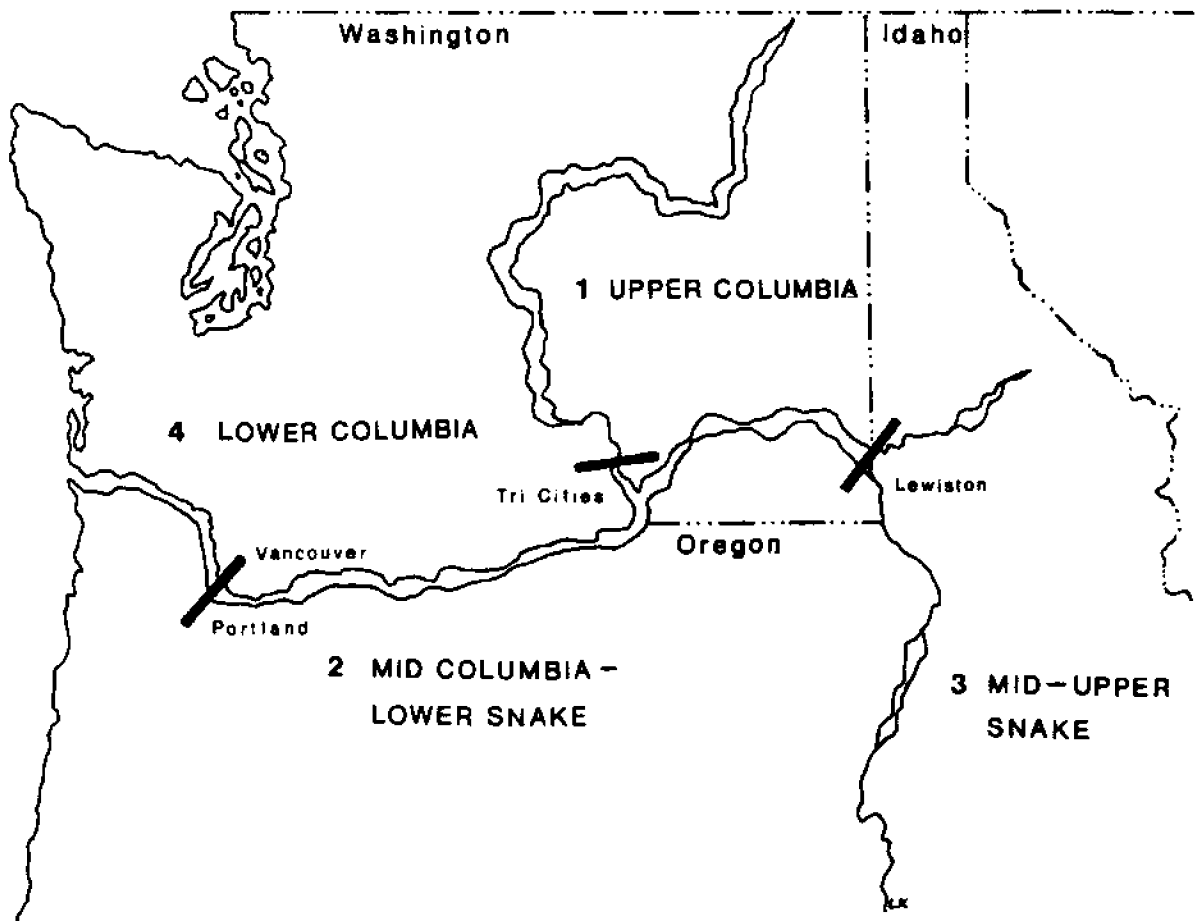 Washington
Idaho
1 UPPER COLUMBIA
4 LOWER COLUMBIA
Tri Cities
Lewiston
Oregon
Vancouver
Portland
2 MID COLUMBIA –
LOWER SNAKE
3 MID–UPPER
SNAKE